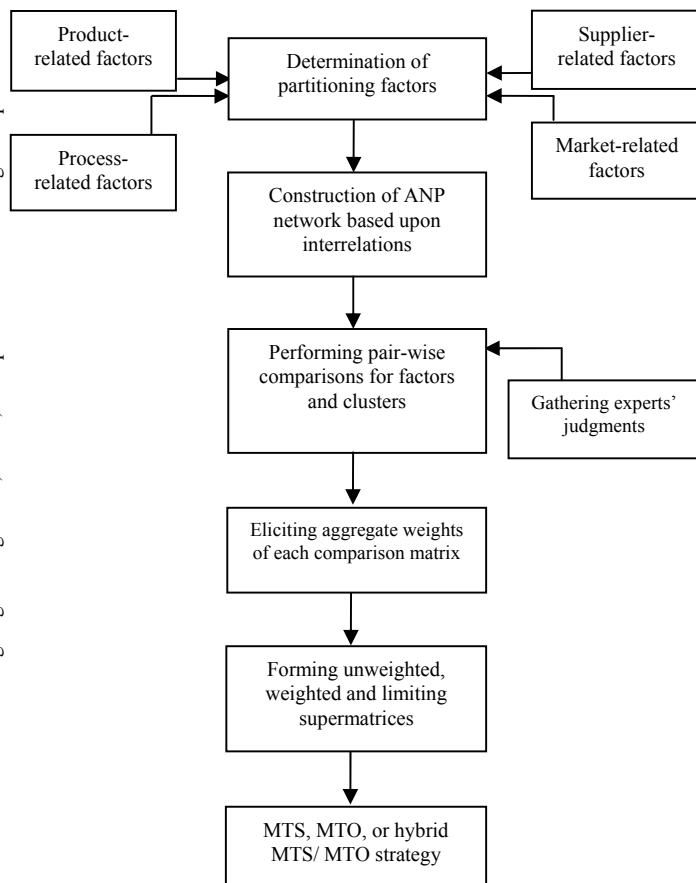 Product-
related factors
Determination of
partitioning factors
Supplier-
related factors
Process-
related factors
Market-related
factors
Construction of ANP
network based upon
interrelations
Performing pair-wise
comparisons for factors
and clusters
Gathering experts’
judgments
Eliciting aggregate weights
of each comparison matrix
Forming unweighted,
weighted and limiting
supermatrices
MTS, MTO, or hybrid
MTS/ MTO strategy